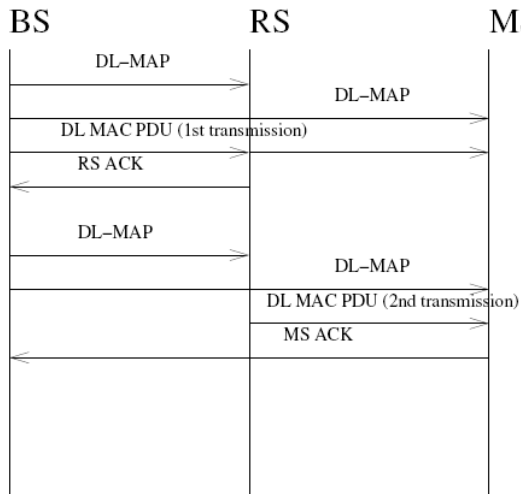 BS RS M
DL–MAP
DL–MAP
DL MAC PDU (1st transmission)
RS ACK
DL–MAP
DL–MAP
DL MAC PDU (2nd transmission)
MS ACK